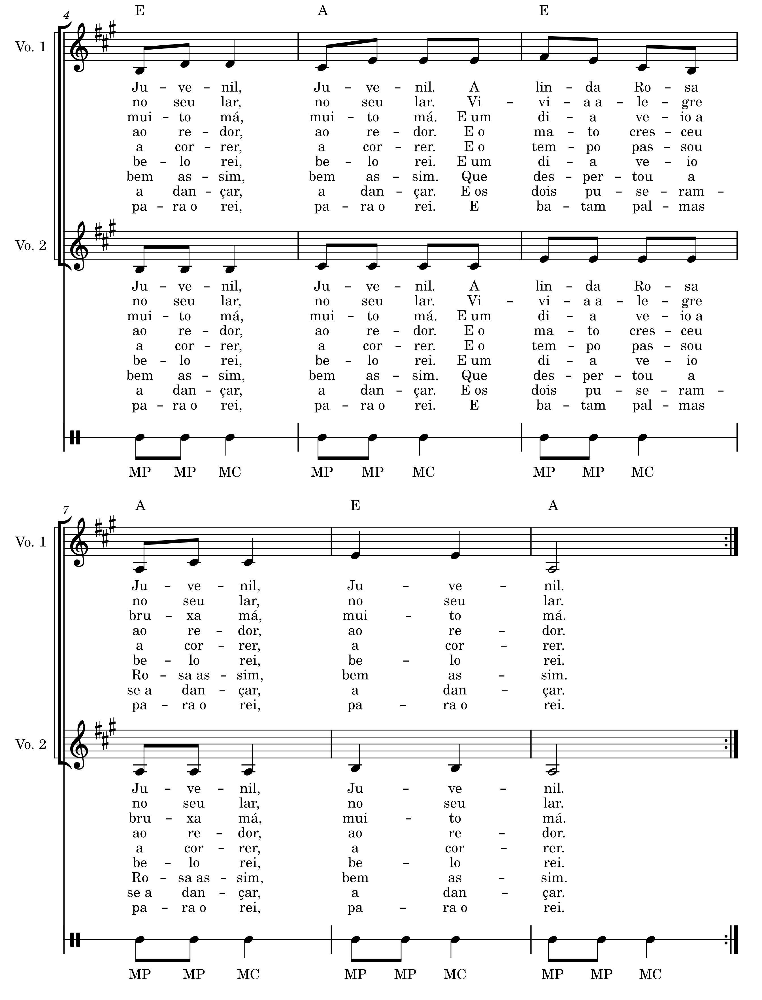 4 E A E
Vo. 1
Ju – ve – nil, Ju – ve – nil. A lin – da Ro – sa
no seu lar, no seu lar. Vi – vi – a a – le – gre
mui – to má, mui – to má. E um di – a ve – io a
ao re – dor, ao re – dor. E o ma – to cres – ceu
a cor – rer, a cor – rer. E o tem – po pas – sou
be – lo rei, be – lo rei. E um di – a ve – io
bem as – sim, bem as – sim. Que des – per – tou a
a dan – çar, a dan – çar. E os dois pu – se – ram –
pa – ra o rei, pa – ra o rei. E ba – tam pal – mas
Vo. 2
Ju – ve – nil, Ju – ve – nil. A lin – da Ro – sa
no seu lar, no seu lar. Vi – vi – a a – le – gre
mui – to má, mui – to má. E um di – a ve – io a
ao re – dor, ao re – dor. E o ma – to cres – ceu
a cor – rer, a cor – rer. E o tem – po pas – sou
be – lo rei, be – lo rei. E um di – a ve – io
bem as – sim, bem as – sim. Que des – per – tou a
a dan – çar, a dan – çar. E os dois pu – se – ram –
pa – ra o rei, pa – ra o rei. E ba – tam pal – mas
MP MP MC MP MP MC MP MP MC
7 A E A
Vo. 1
Ju – ve – nil, Ju – ve – nil.
no seu lar, no seu lar.
bru – xa má, mui – to má.
ao re – dor, ao re – dor.
a cor – rer, a cor – rer.
be – lo rei, be – lo rei.
Ro – sa as – sim, bem as – sim.
se a dan – çar, a dan – çar.
pa – ra o rei, pa – ra o rei.
Vo. 2
Ju – ve – nil, Ju – ve – nil.
no seu lar, no seu lar.
bru – xa má, mui – to má.
ao re – dor, ao re – dor.
a cor – rer, a cor – rer.
be – lo rei, be – lo rei.
Ro – sa as – sim, bem as – sim.
se a dan – çar, a dan – çar.
pa – ra o rei, pa – ra o rei.
MP MP MC MP MP MC MP MP MC